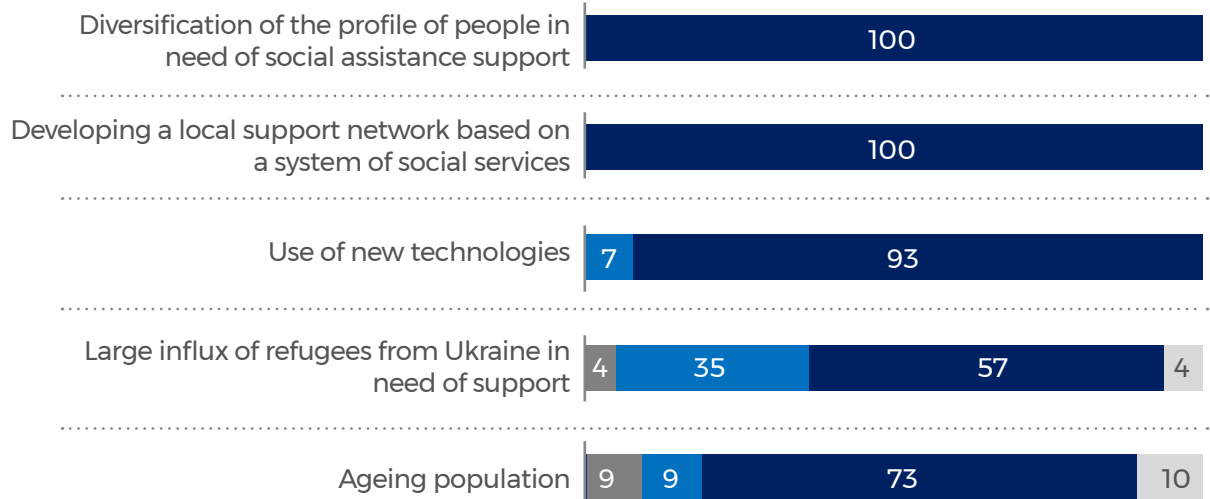 Diversification of the profile of people in
need of social assistance support
100
Developing a local support network based on
a system of social services
100
Use of new technologies
7 93
Large influx of refugees from Ukraine in
need of support
4 35 57 4
Ageing population
9 9 73 10